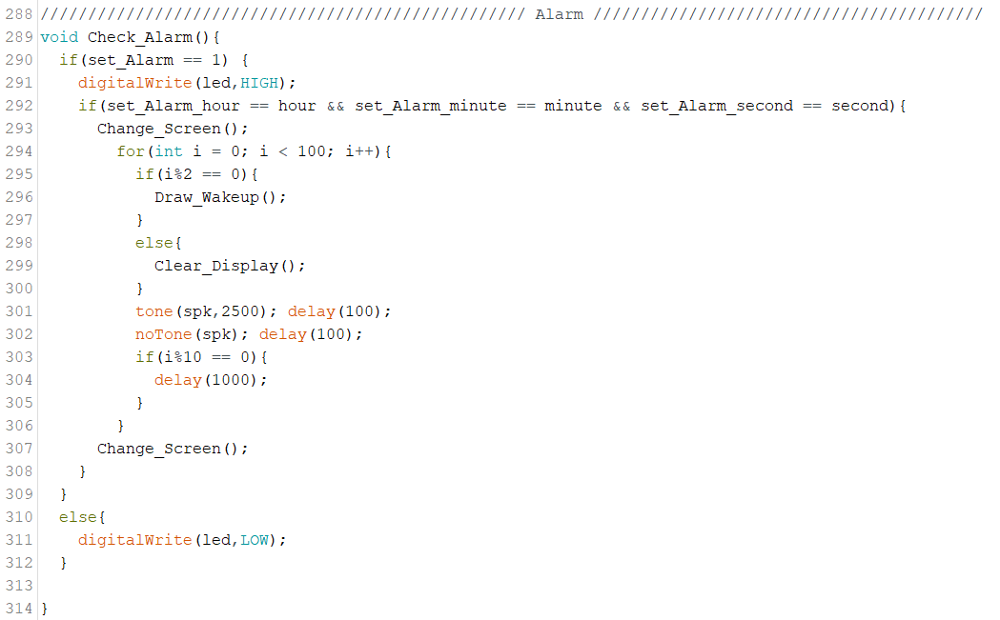 288 /////////////////////////////////////////////////// Alarm /////////////////////////////////////////
289 void Check_Alarm(){
290   if(set_Alarm == 1) {
291     digitalWrite(led,HIGH);
292     if(set_Alarm_hour == hour && set_Alarm_minute == minute && set_Alarm_second == second){
293       Change_Screen();
294         for(int i = 0; i < 100; i++){
295           if(i%2 == 0){
296             Draw_Wakeup();
297           }
298           else{
299             Clear_Display();
300           }
301           tone(spk,2500); delay(100);
302           noTone(spk); delay(100);
303           if(i%10 == 0){
304             delay(1000);
305           }
306         }
307       Change_Screen();
308     }
309   }
310   else{
311     digitalWrite(led,LOW);
312   }
313
314 }